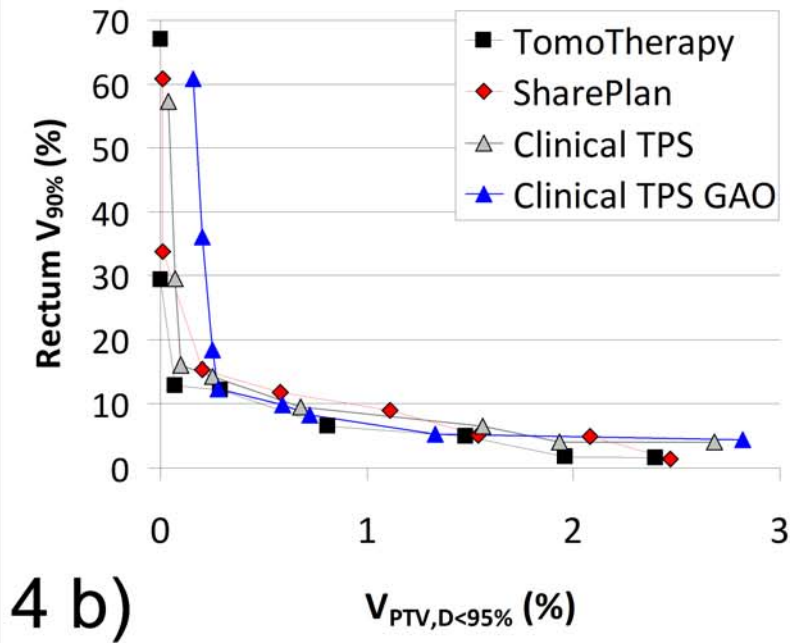 70
60
50
40
30
20
10
0
Rectum V90% (%)
TomoTherapy
SharePlan
Clinical TPS
Clinical TPS GAO
0 1 2 3
4 b)
VPTV,D<95% (%)